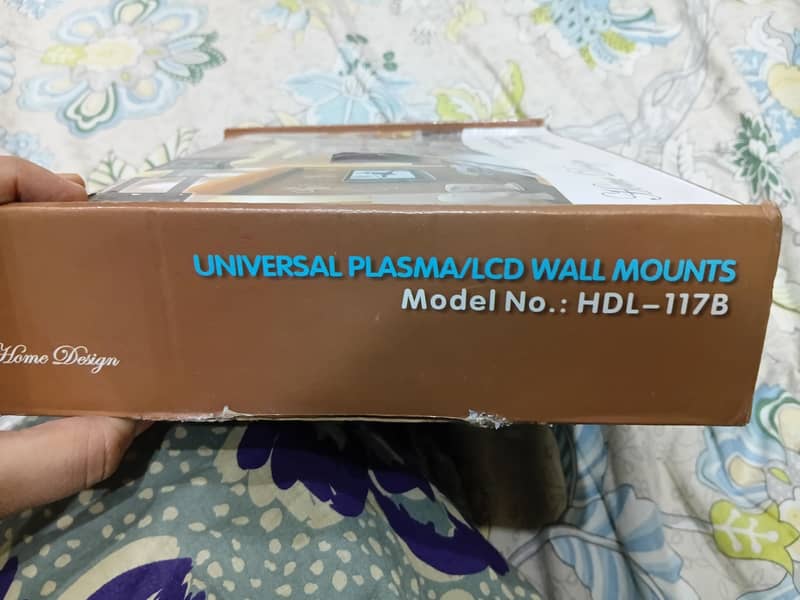 UNIVERSAL PLASMA/LCD WALL MOUNTS
Model No.: HDL-117B
Home Design